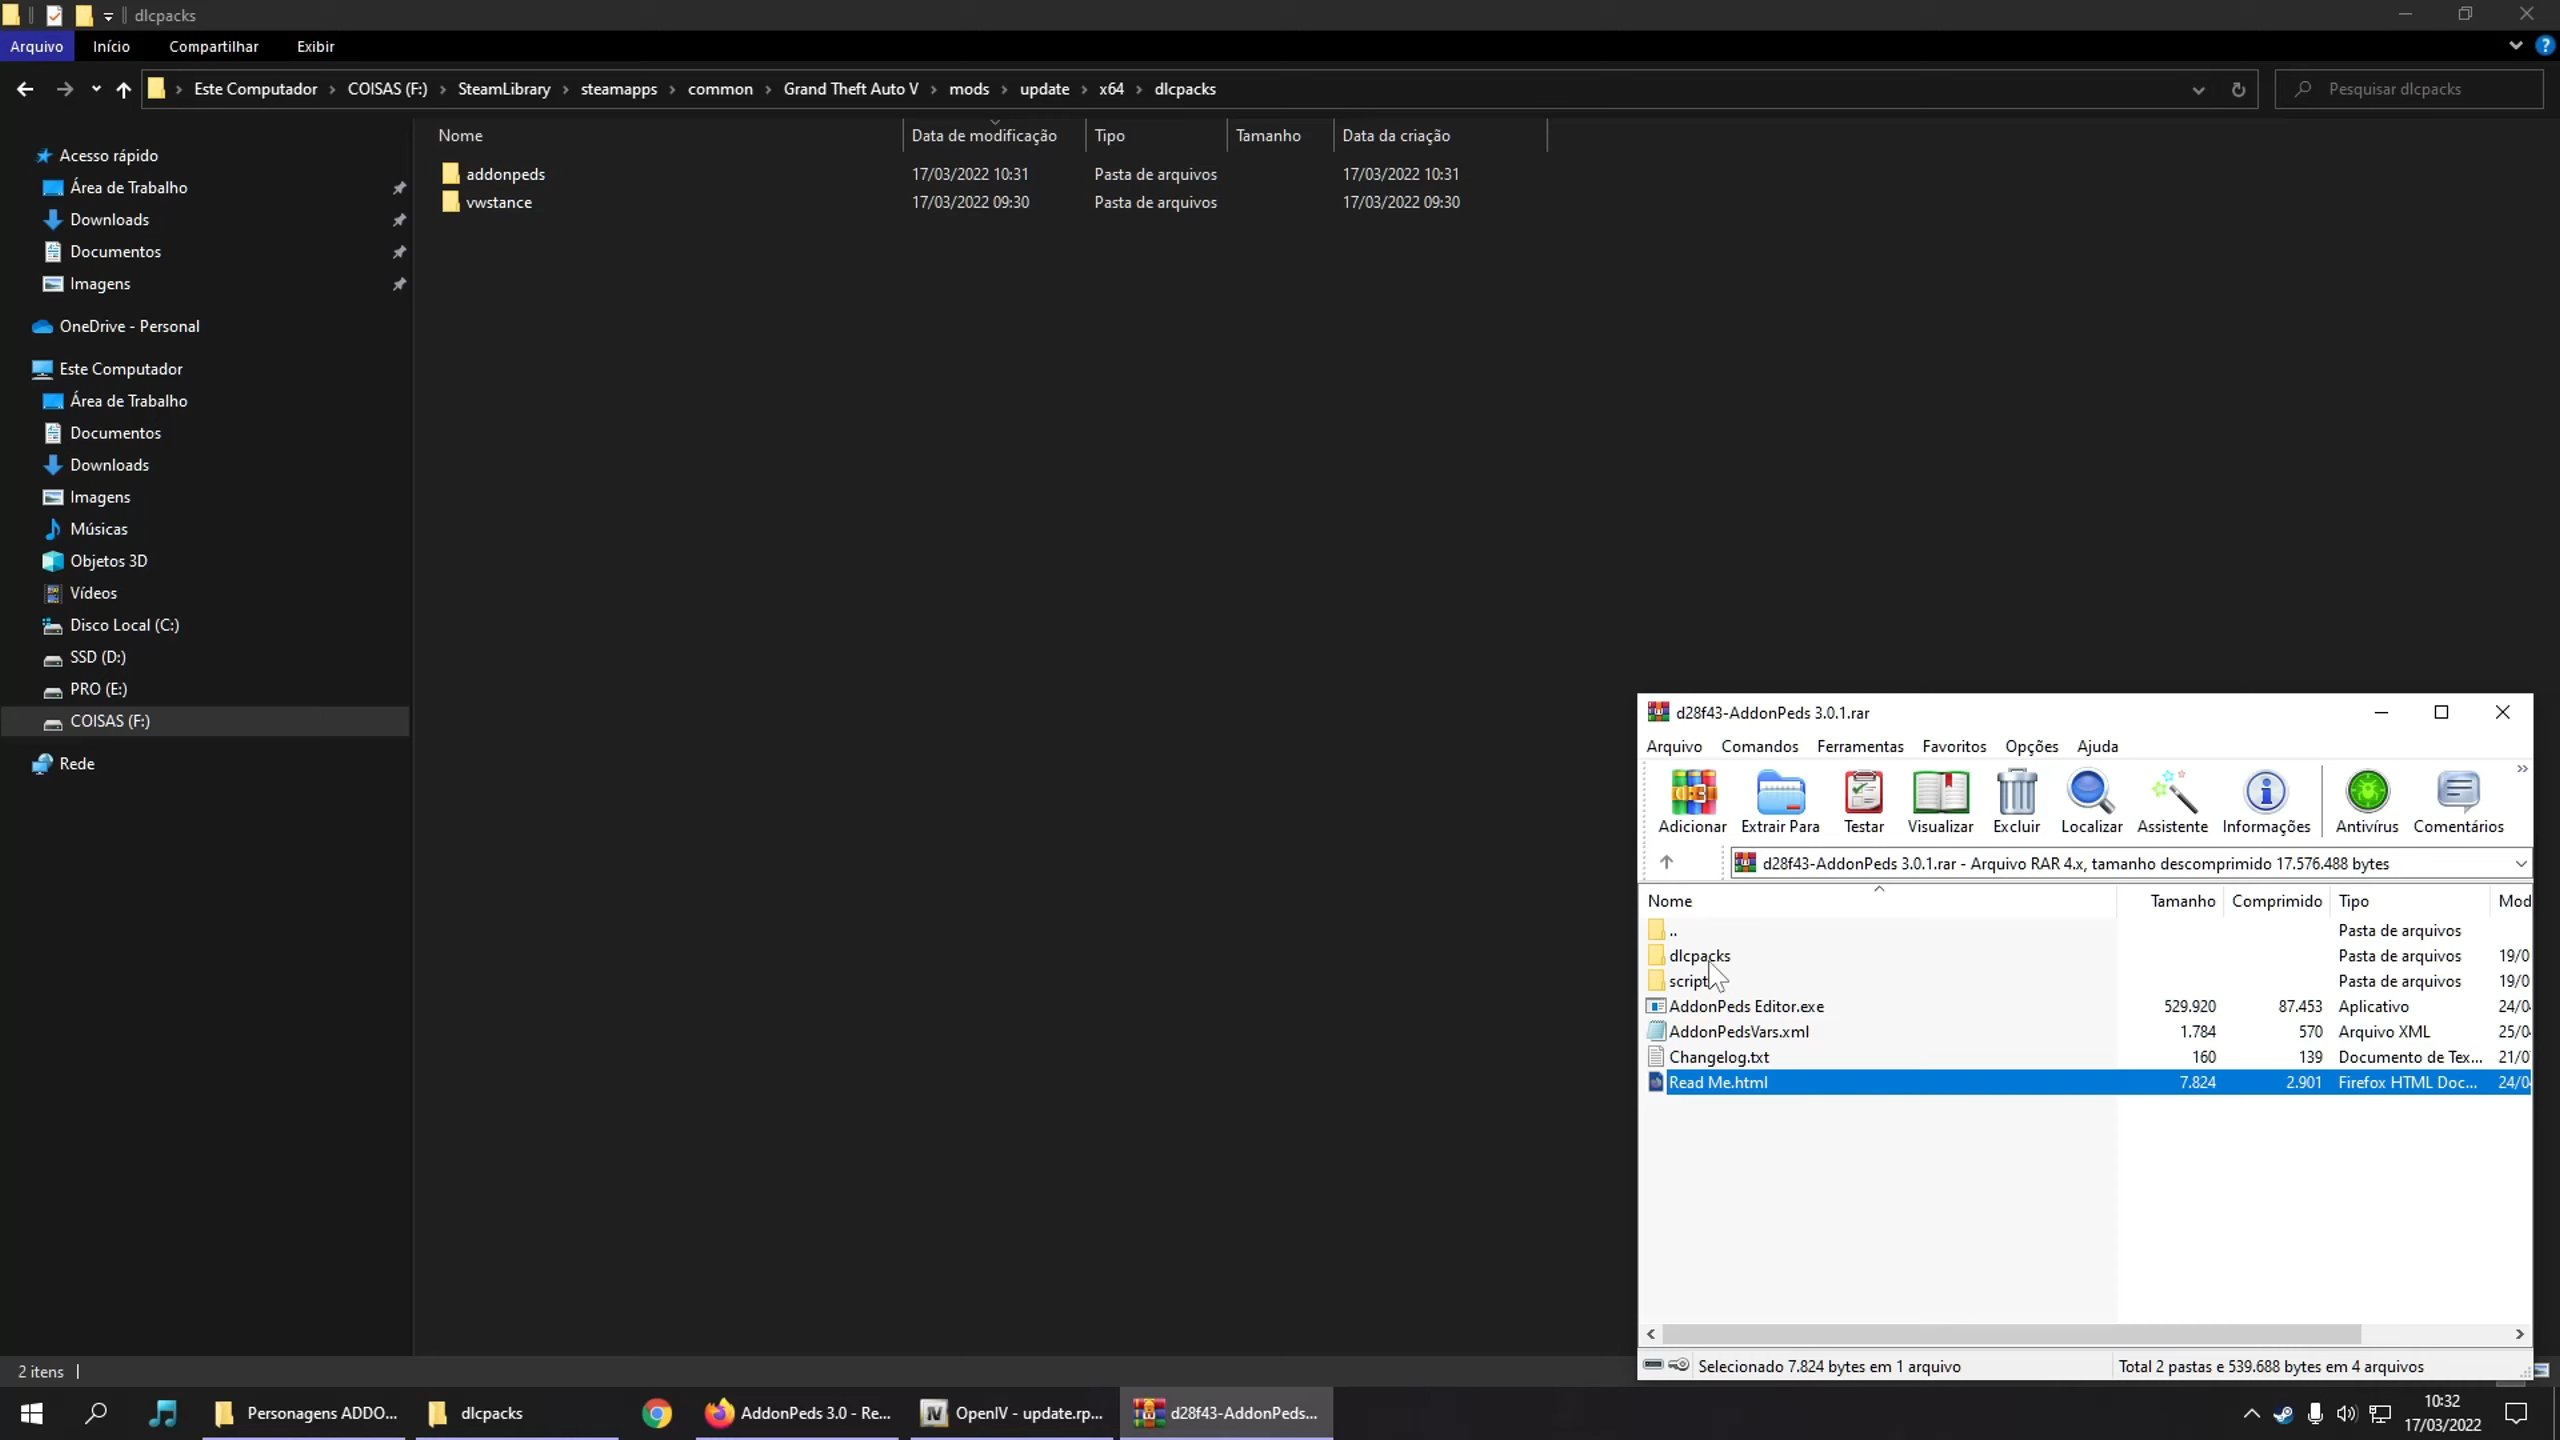 dlcpacks
Arquivo Início Compartilhar Exibir
Este Computador COISAS (F:) SteamLibrary steamapps common Grand Theft Auto V mods update x64 dlcpacks
Pesquisar dlcpacks
Nome Data de modificação Tipo Tamanho Data da criação
addonpeds 17/03/2022 10:31 Pasta de arquivos 17/03/2022 10:31
vwstance 17/03/2022 09:30 Pasta de arquivos 17/03/2022 09:30
Acesso rápido
Área de Trabalho
Downloads
Documentos
Imagens
OneDrive - Personal
Este Computador
Área de Trabalho
Documentos
Downloads
Imagens
Músicas
Objetos 3D
Vídeos
Disco Local (C:)
SSD (D:)
PRO (E:)
COISAS (F:)
Rede
d28f43-AddonPeds 3.0.1.rar
Arquivo Comandos Ferramentas Favoritos Opções Ajuda
Adicionar Extrair Para Testar Visualizar Excluir Localizar Assistente Informações Antivírus Comentários
d28f43-AddonPeds 3.0.1.rar - Arquivo RAR 4.x, tamanho descomprimido 17.576.488 bytes
Nome Tamanho Comprimido Tipo Mod
.. Pasta de arquivos
dlcpacks Pasta de arquivos 19/0
script Pasta de arquivos 19/0
AddonPeds Editor.exe 529.920 87.453 Aplicativo 24/0
AddonPedsVars.xml 1.784 570 Arquivo XML 25/0
Changelog.txt 160 139 Documento de Tex... 21/0
Read Me.html 7.824 2.901 Firefox HTML Doc... 24/0
Selecionado 7.824 bytes em 1 arquivo Total 2 pastas e 539.688 bytes em 4 arquivos
2 itens
Personagens ADDO... dlcpacks AddonPeds 3.0 - Re... OpenIV - update.rp... d28f43-AddonPeds...
10:32
17/03/2022